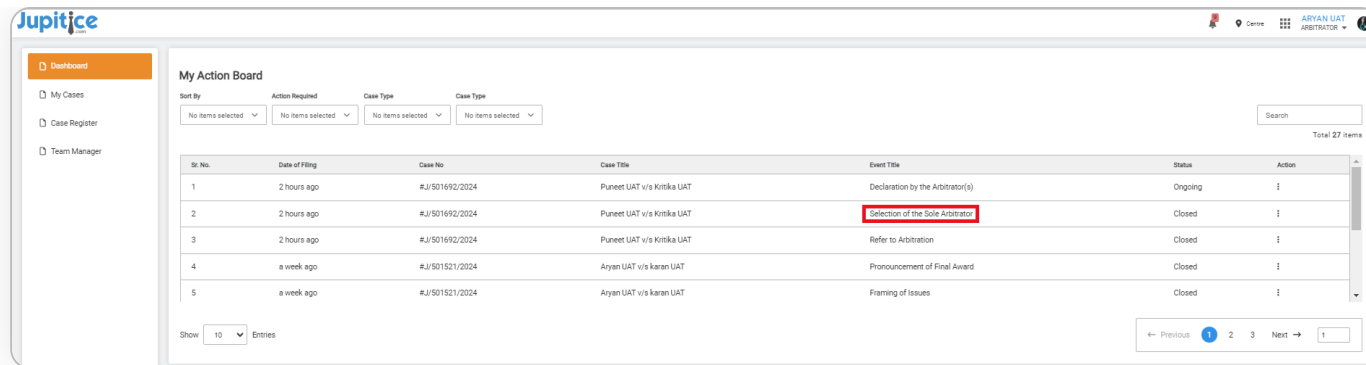 Jupitice
.com
Centre
ARYAN UAT
ARBITRATOR
Dashboard
My Cases
Case Register
Team Manager
My Action Board
Sort By Action Required Case Type Case Type
No items selected No items selected No items selected No items selected
Search
Total 27 items
Sr. No. Date of Filing Case No Case Title Event Title Status Action
1 2 hours ago #J/501692/2024 Puneet UAT v/s Kritika UAT Declaration by the Arbitrator(s) Ongoing
2 2 hours ago #J/501692/2024 Puneet UAT v/s Kritika UAT Selection of the Sole Arbitrator Closed
3 2 hours ago #J/501692/2024 Puneet UAT v/s Kritika UAT Refer to Arbitration Closed
4 a week ago #J/501521/2024 Aryan UAT v/s karan UAT Pronouncement of Final Award Closed
5 a week ago #J/501521/2024 Aryan UAT v/s karan UAT Framing of Issues Closed
Show 10 Entries
← Previous 1 2 3 Next → 1